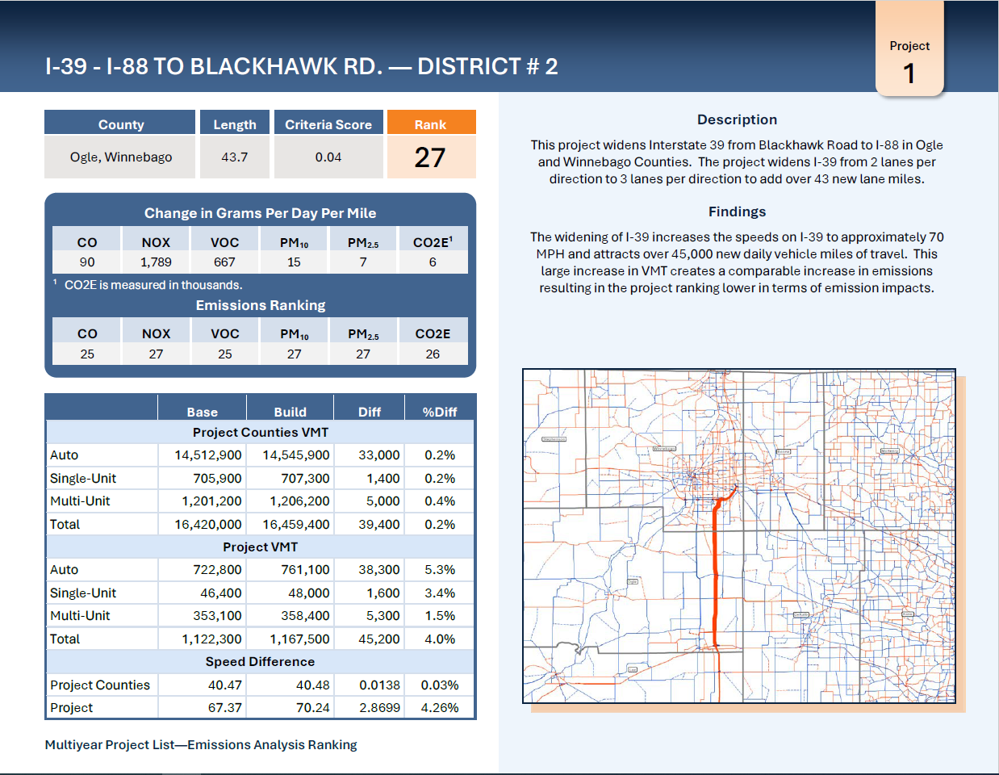 I-39 - I-88 TO BLACKHAWK RD. — DISTRICT # 2
Project
1
County Length Criteria Score Rank
Ogle, Winnebago 43.7 0.04 27
Change in Grams Per Day Per Mile
CO NOX VOC PM₁₀ PM₂.₅ CO2E¹
90 1,789 667 15 7 6
¹ CO2E is measured in thousands.
Emissions Ranking
CO NOX VOC PM₁₀ PM₂.₅ CO2E
25 27 25 27 27 26
Base Build Diff %Diff
Project Counties VMT
Auto 14,512,900 14,545,900 33,000 0.2%
Single-Unit 705,900 707,300 1,400 0.2%
Multi-Unit 1,201,200 1,206,200 5,000 0.4%
Total 16,420,000 16,459,400 39,400 0.2%
Project VMT
Auto 722,800 761,100 38,300 5.3%
Single-Unit 46,400 48,000 1,600 3.4%
Multi-Unit 353,100 358,400 5,300 1.5%
Total 1,122,300 1,167,500 45,200 4.0%
Speed Difference
Project Counties 40.47 40.48 0.0138 0.03%
Project 67.37 70.24 2.8699 4.26%
Multiyear Project List—Emissions Analysis Ranking
Description
This project widens Interstate 39 from Blackhawk Road to I-88 in Ogle
and Winnebago Counties.  The project widens I-39 from 2 lanes per
direction to 3 lanes per direction to add over 43 new lane miles.
Findings
The widening of I-39 increases the speeds on I-39 to approximately 70
MPH and attracts over 45,000 new daily vehicle miles of travel.  This
large increase in VMT creates a comparable increase in emissions
resulting in the project ranking lower in terms of emission impacts.
Stephenson
Winnebago
Boone
McHenry
Ogle
DeKalb
Kane
Lee